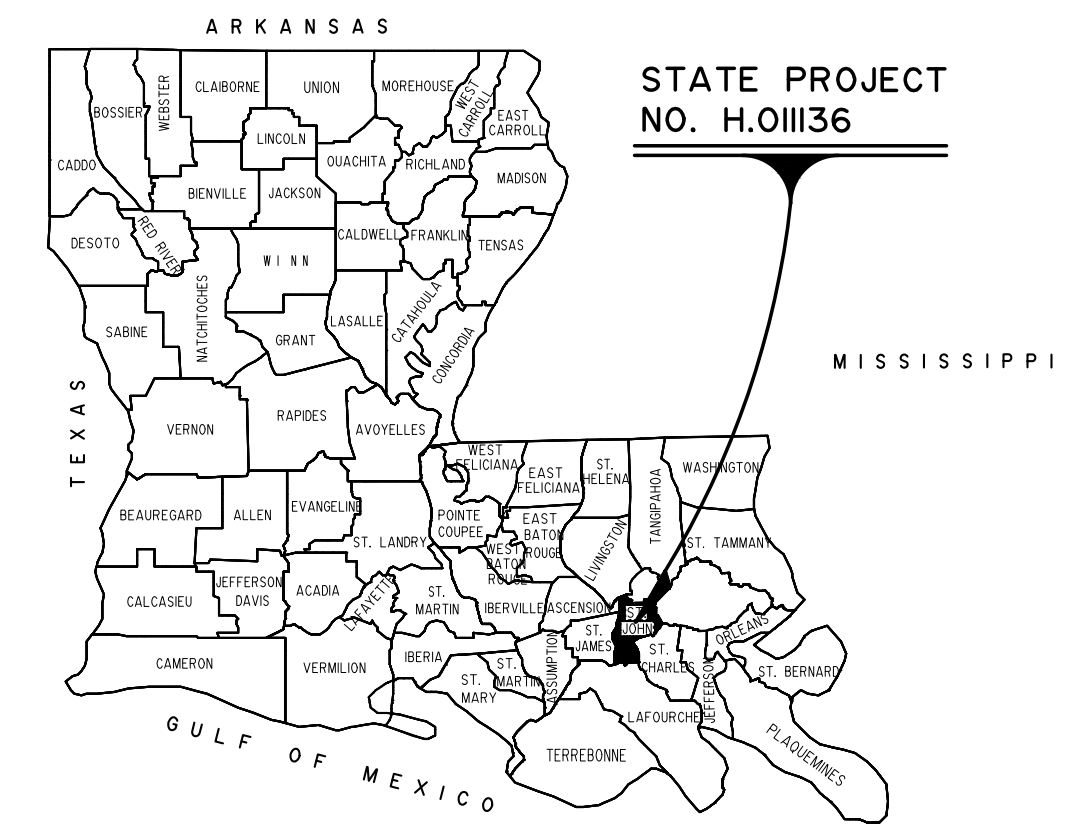 ARKANSAS
STATE PROJECT
NO. H.011136
CLAIBORNE
UNION
MOREHOUSE
WEST
CARROLL
EAST
CARROLL
WEBSTER
BOSSIER
CADDO
LINCOLN
OUACHITA
RICHLAND
MADISON
BIENVILLE
JACKSON
DESOTO
RED RIVER
CALDWELL
FRANKLIN
TENSAS
WINN
NATCHITOCHES
SABINE
GRANT
LASALLE
CATAHOULA
CONCORDIA
MISSISSIPPI
TEXAS
VERNON
RAPIDES
AVOYELLES
WEST
FELICIANA
EAST
FELICIANA
ST.
HELENA
TANGIPAHOA
WASHINGTON
BEAUREGARD
ALLEN
EVANGELINE
ST. LANDRY
POINTE
COUPEE
EAST
BATON
ROUGE
WEST
BATON
ROUGE
LIVINGSTON
ST. TAMMANY
CALCASIEU
JEFFERSON
DAVIS
ACADIA
LAFAYETTE
ST.
MARTIN
IBERVILLE
ASCENSION
ST.
JOHN
ST.
JAMES
ST.
CHARLES
ORLEANS
CAMERON
VERMILION
IBERIA
ST.
MARTIN
ST.
MARY
ASSUMPTION
JEFFERSON
ST. BERNARD
LAFOURCHE
TERREBONNE
PLAQUEMINES
GULF OF MEXICO